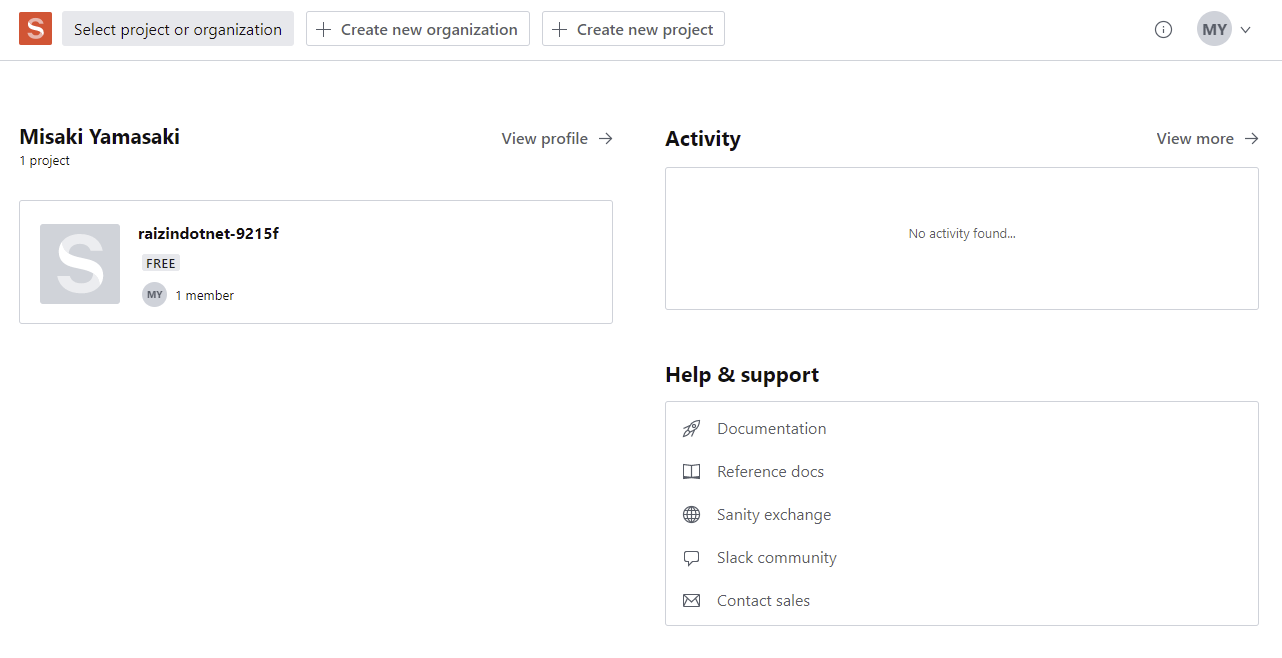 S Select project or organization + Create new organization + Create new project MY
Misaki Yamasaki
1 project
View profile →
S
raizindotnet-9215f
FREE
MY 1 member
Activity
View more →
No activity found...
Help & support
Documentation
Reference docs
Sanity exchange
Slack community
Contact sales